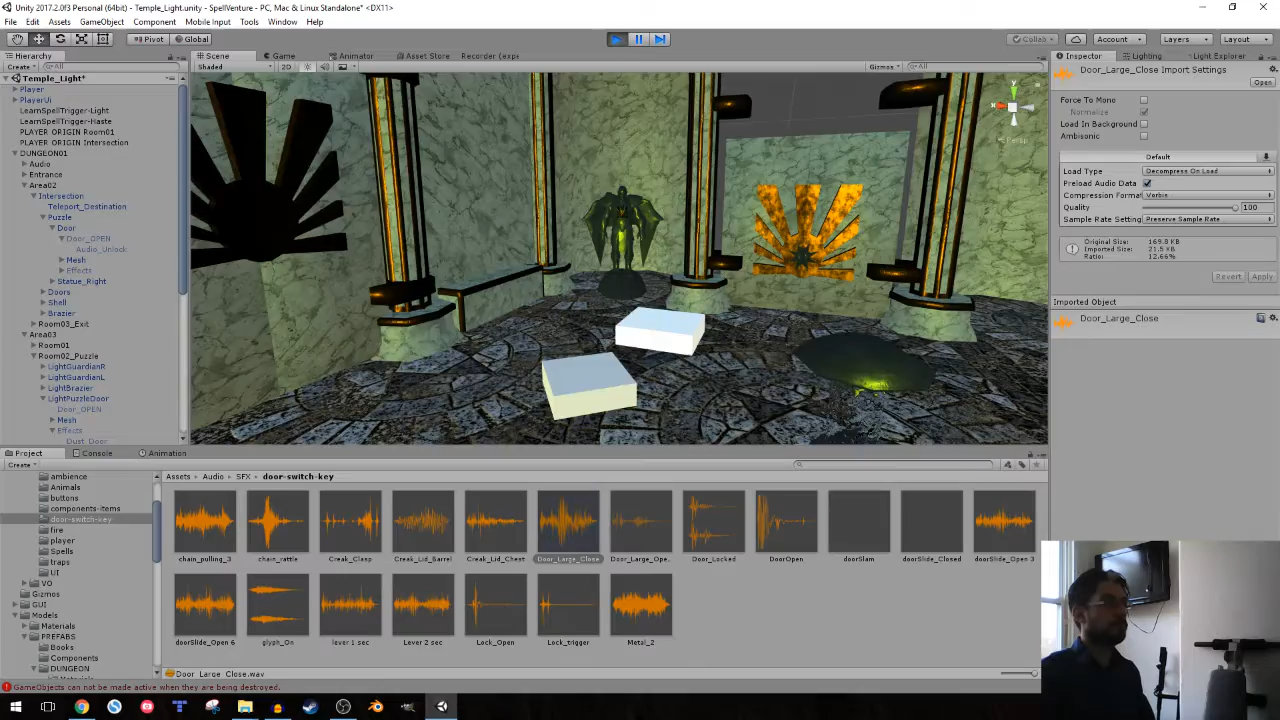 Unity 2017.2.0f3 Personal (64bit) - Temple_Light.unity - SpellVenture - PC, Mac & Linux Standalone* <DX11>
File Edit Assets GameObject Component Mobile Input Tools Window Help
Pivot Global Collab Account Layers Layout
Hierarchy Scene Game Animator Asset Store Recorder (expe Inspector Lighting Light Explorer
Create All Shaded 2D Gizmos All
Door_Large_Close Import Settings
Open
Temple_Light*
Player
PlayerUi
LearnSpellTrigger-Light
LearnSpellTrigger-Haste
PLAYER ORIGIN Room01
PLAYER ORIGIN Intersection
DUNGEON01
Audio
Entrance
Area02
Intersection
Teleport_Destination
Puzzle
Door
Door_OPEN
Audio_Unlock
Mesh
Effects
Statue_Right
Doors
Shell
Brazier
Room03_Exit
Area03
Room01
Room02_Puzzle
LightGuardianR
LightGuardianL
LightBrazier
LightPuzzleDoor
Door_OPEN
Mesh
Effects
Dust_Door
Persp
Force To Mono
Normalize
Load In Background
Ambisonic
Default
Load Type Decompress On Load
Preload Audio Data
Compression Format Vorbis
Quality 100
Sample Rate Setting Preserve Sample Rate
Original Size: 169.8 KB
Imported Size: 21.5 KB
Ratio: 12.66%
Revert Apply
Imported Object
Door_Large_Close
Project Console Animation
Create
Assets Audio SFX door-switch-key
ambience
Animals
buttons
components-items
door-switch-key
fire
player
Spells
traps
UI
VO
Gizmos
GUI
Models
Materials
PREFABS
Books
Components
DUNGEON
chain_pulling_3 chain_rattle Creak_Clasp Creak_Lid_Barrel Creak_Lid_Chest Door_Large_Close Door_Large_Ope... Door_Locked DoorOpen doorSlam doorSlide_Closed doorSlide_Open 3
doorSlide_Open 6 glyph_On lever 1 sec Lever 2 sec Lock_Open Lock_trigger Metal_2
Door_Large_Close.wav
GameObjects can not be made active when they are being destroyed.